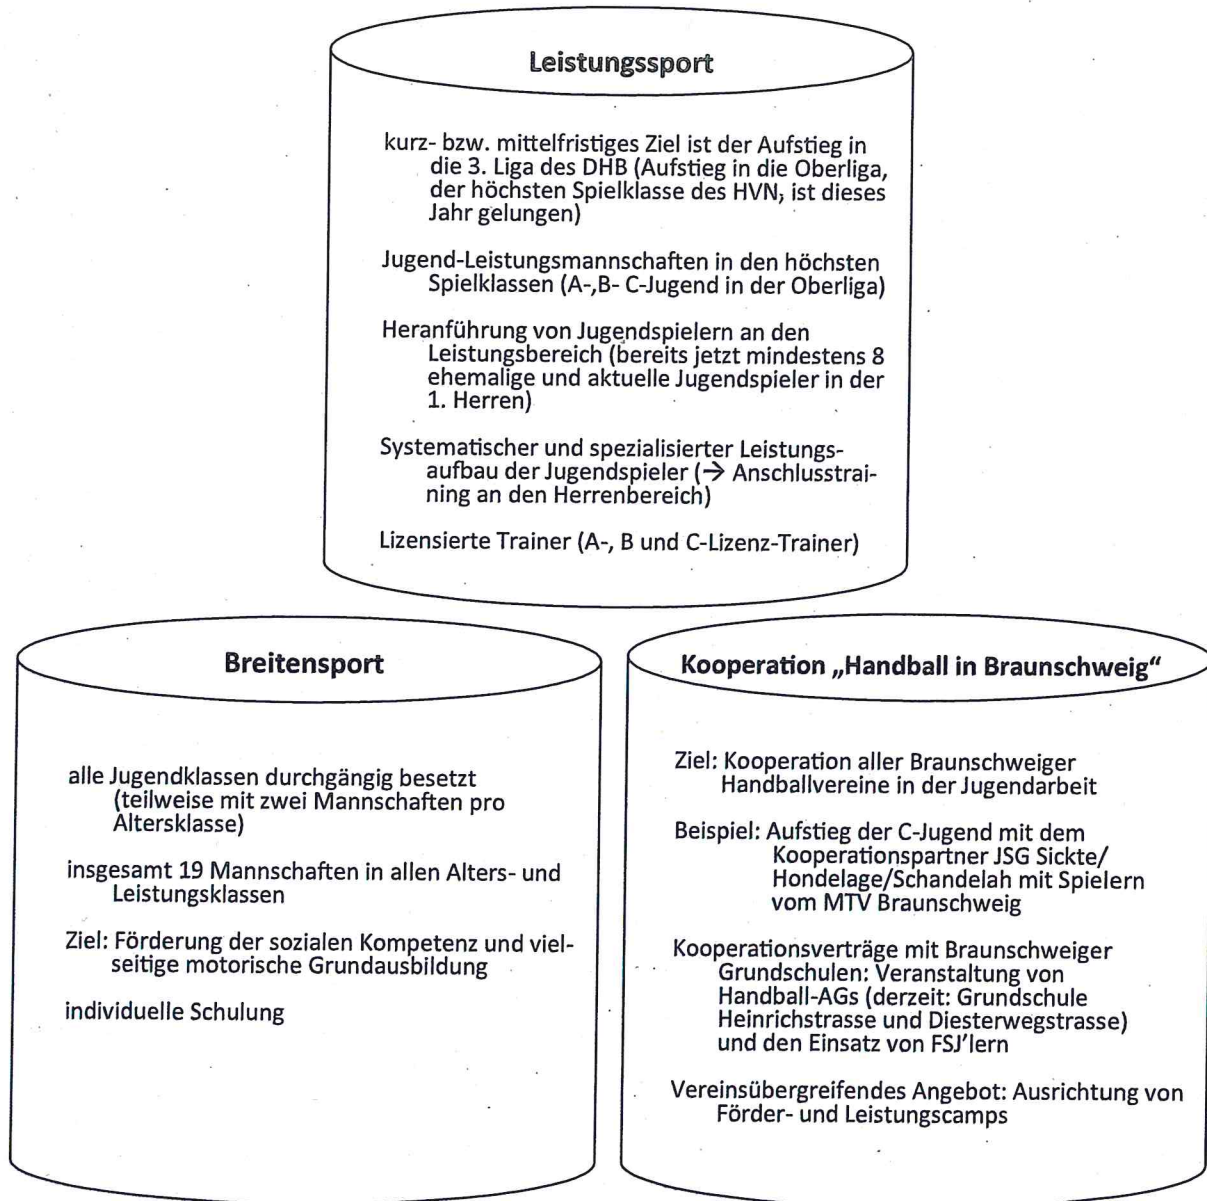 Leistungssport
kurz- bzw. mittelfristiges Ziel ist der Aufstieg in
die 3. Liga des DHB (Aufstieg in die Oberliga,
der höchsten Spielklasse des HVN, ist dieses
Jahr gelungen)
Jugend-Leistungsmannschaften in den höchsten
Spielklassen (A-,B- C-Jugend in der Oberliga)
Heranführung von Jugendspielern an den
Leistungsbereich (bereits jetzt mindestens 8
ehemalige und aktuelle Jugendspieler in der
1. Herren)
Systematischer und spezialisierter Leistungs-
aufbau der Jugendspieler (→ Anschlusstrai-
ning an den Herrenbereich)
Lizensierte Trainer (A-, B und C-Lizenz-Trainer)
Breitensport
alle Jugendklassen durchgängig besetzt
(teilweise mit zwei Mannschaften pro
Altersklasse)
insgesamt 19 Mannschaften in allen Alters- und
Leistungsklassen
Ziel: Förderung der sozialen Kompetenz und viel-
seitige motorische Grundausbildung
individuelle Schulung
Kooperation „Handball in Braunschweig“
Ziel: Kooperation aller Braunschweiger
Handballvereine in der Jugendarbeit
Beispiel: Aufstieg der C-Jugend mit dem
Kooperationspartner JSG Sickte/
Hondelage/Schandelah mit Spielern
vom MTV Braunschweig
Kooperationsverträge mit Braunschweiger
Grundschulen: Veranstaltung von
Handball-AGs (derzeit: Grundschule
Heinrichstrasse und Diesterwegstrasse)
und den Einsatz von FSJ'lern
Vereinsübergreifendes Angebot: Ausrichtung von
Förder- und Leistungscamps